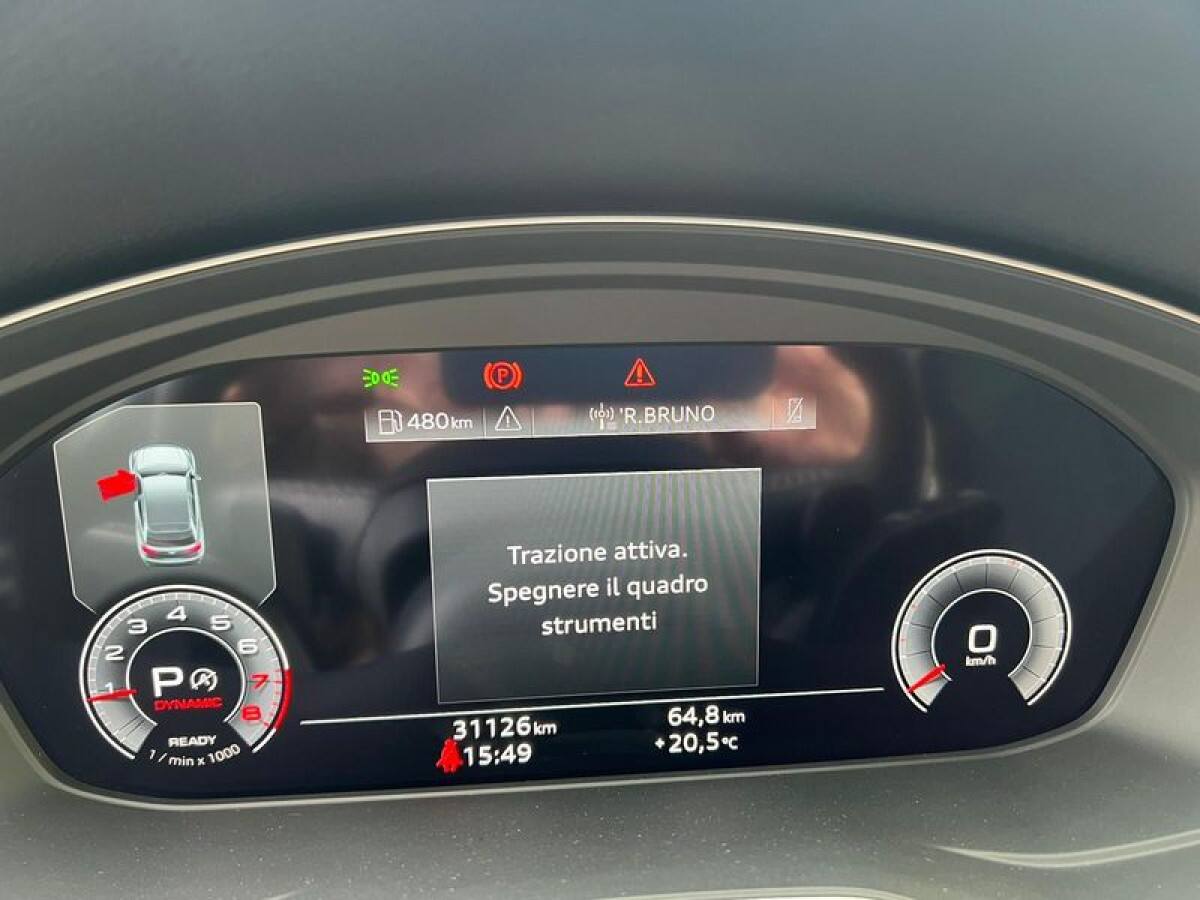 P
480km
'R.BRUNO
Trazione attiva.
Spegnere il quadro
strumenti
1 2 3 4 5 6 7 8
P
DYNAMIC
READY
1 / min x 1000
0
km/h
31126km
64,8km
15:49
+20,5°C